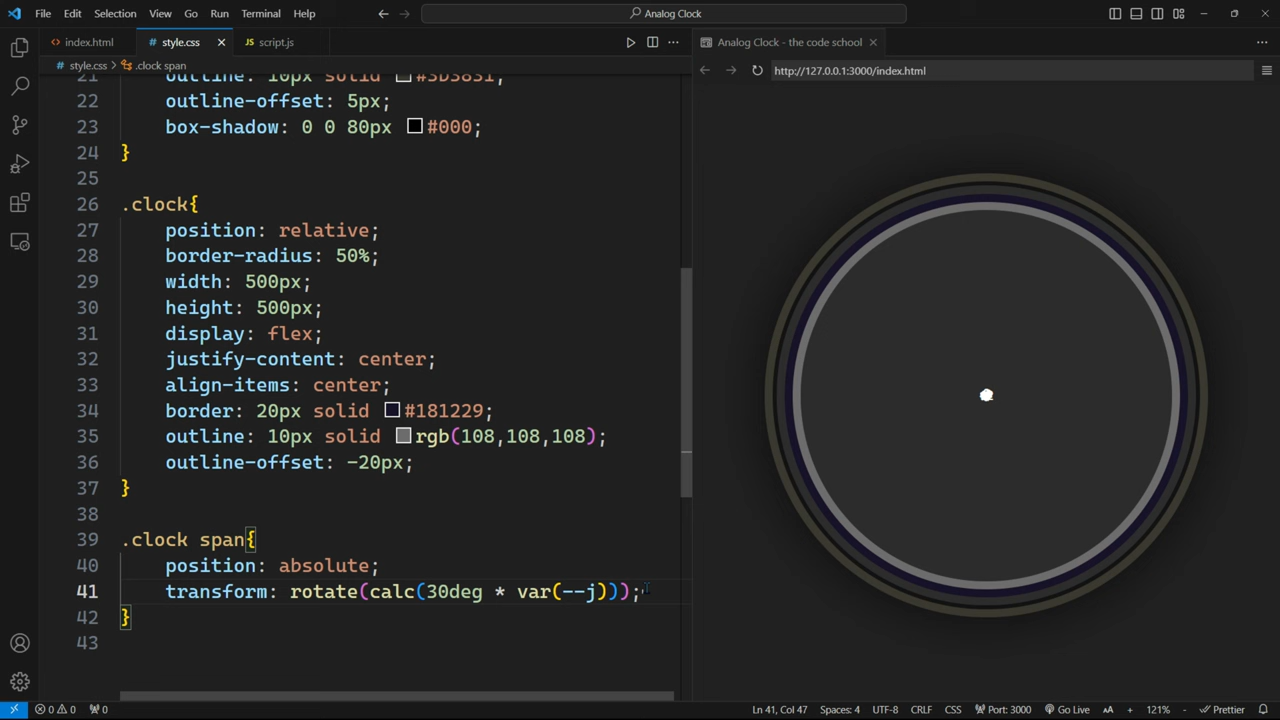 File Edit Selection View Go Run Terminal Help
Analog Clock
index.html
style.css
script.js
Analog Clock - the code school
style.css > .clock span
http://127.0.0.1:3000/index.html
21 outline: 10px solid #3D3831;
22 outline-offset: 5px;
23 box-shadow: 0 0 80px #000;
24 }
25
26 .clock{
27 position: relative;
28 border-radius: 50%;
29 width: 500px;
30 height: 500px;
31 display: flex;
32 justify-content: center;
33 align-items: center;
34 border: 20px solid #181229;
35 outline: 10px solid rgb(108,108,108);
36 outline-offset: -20px;
37 }
38
39 .clock span{
40 position: absolute;
41 transform: rotate(calc(30deg * var(--j)));
42 }
43
0 0 0 Ln 41, Col 47 Spaces: 4 UTF-8 CRLF CSS Port: 3000 Go Live AA + 121% - Prettier